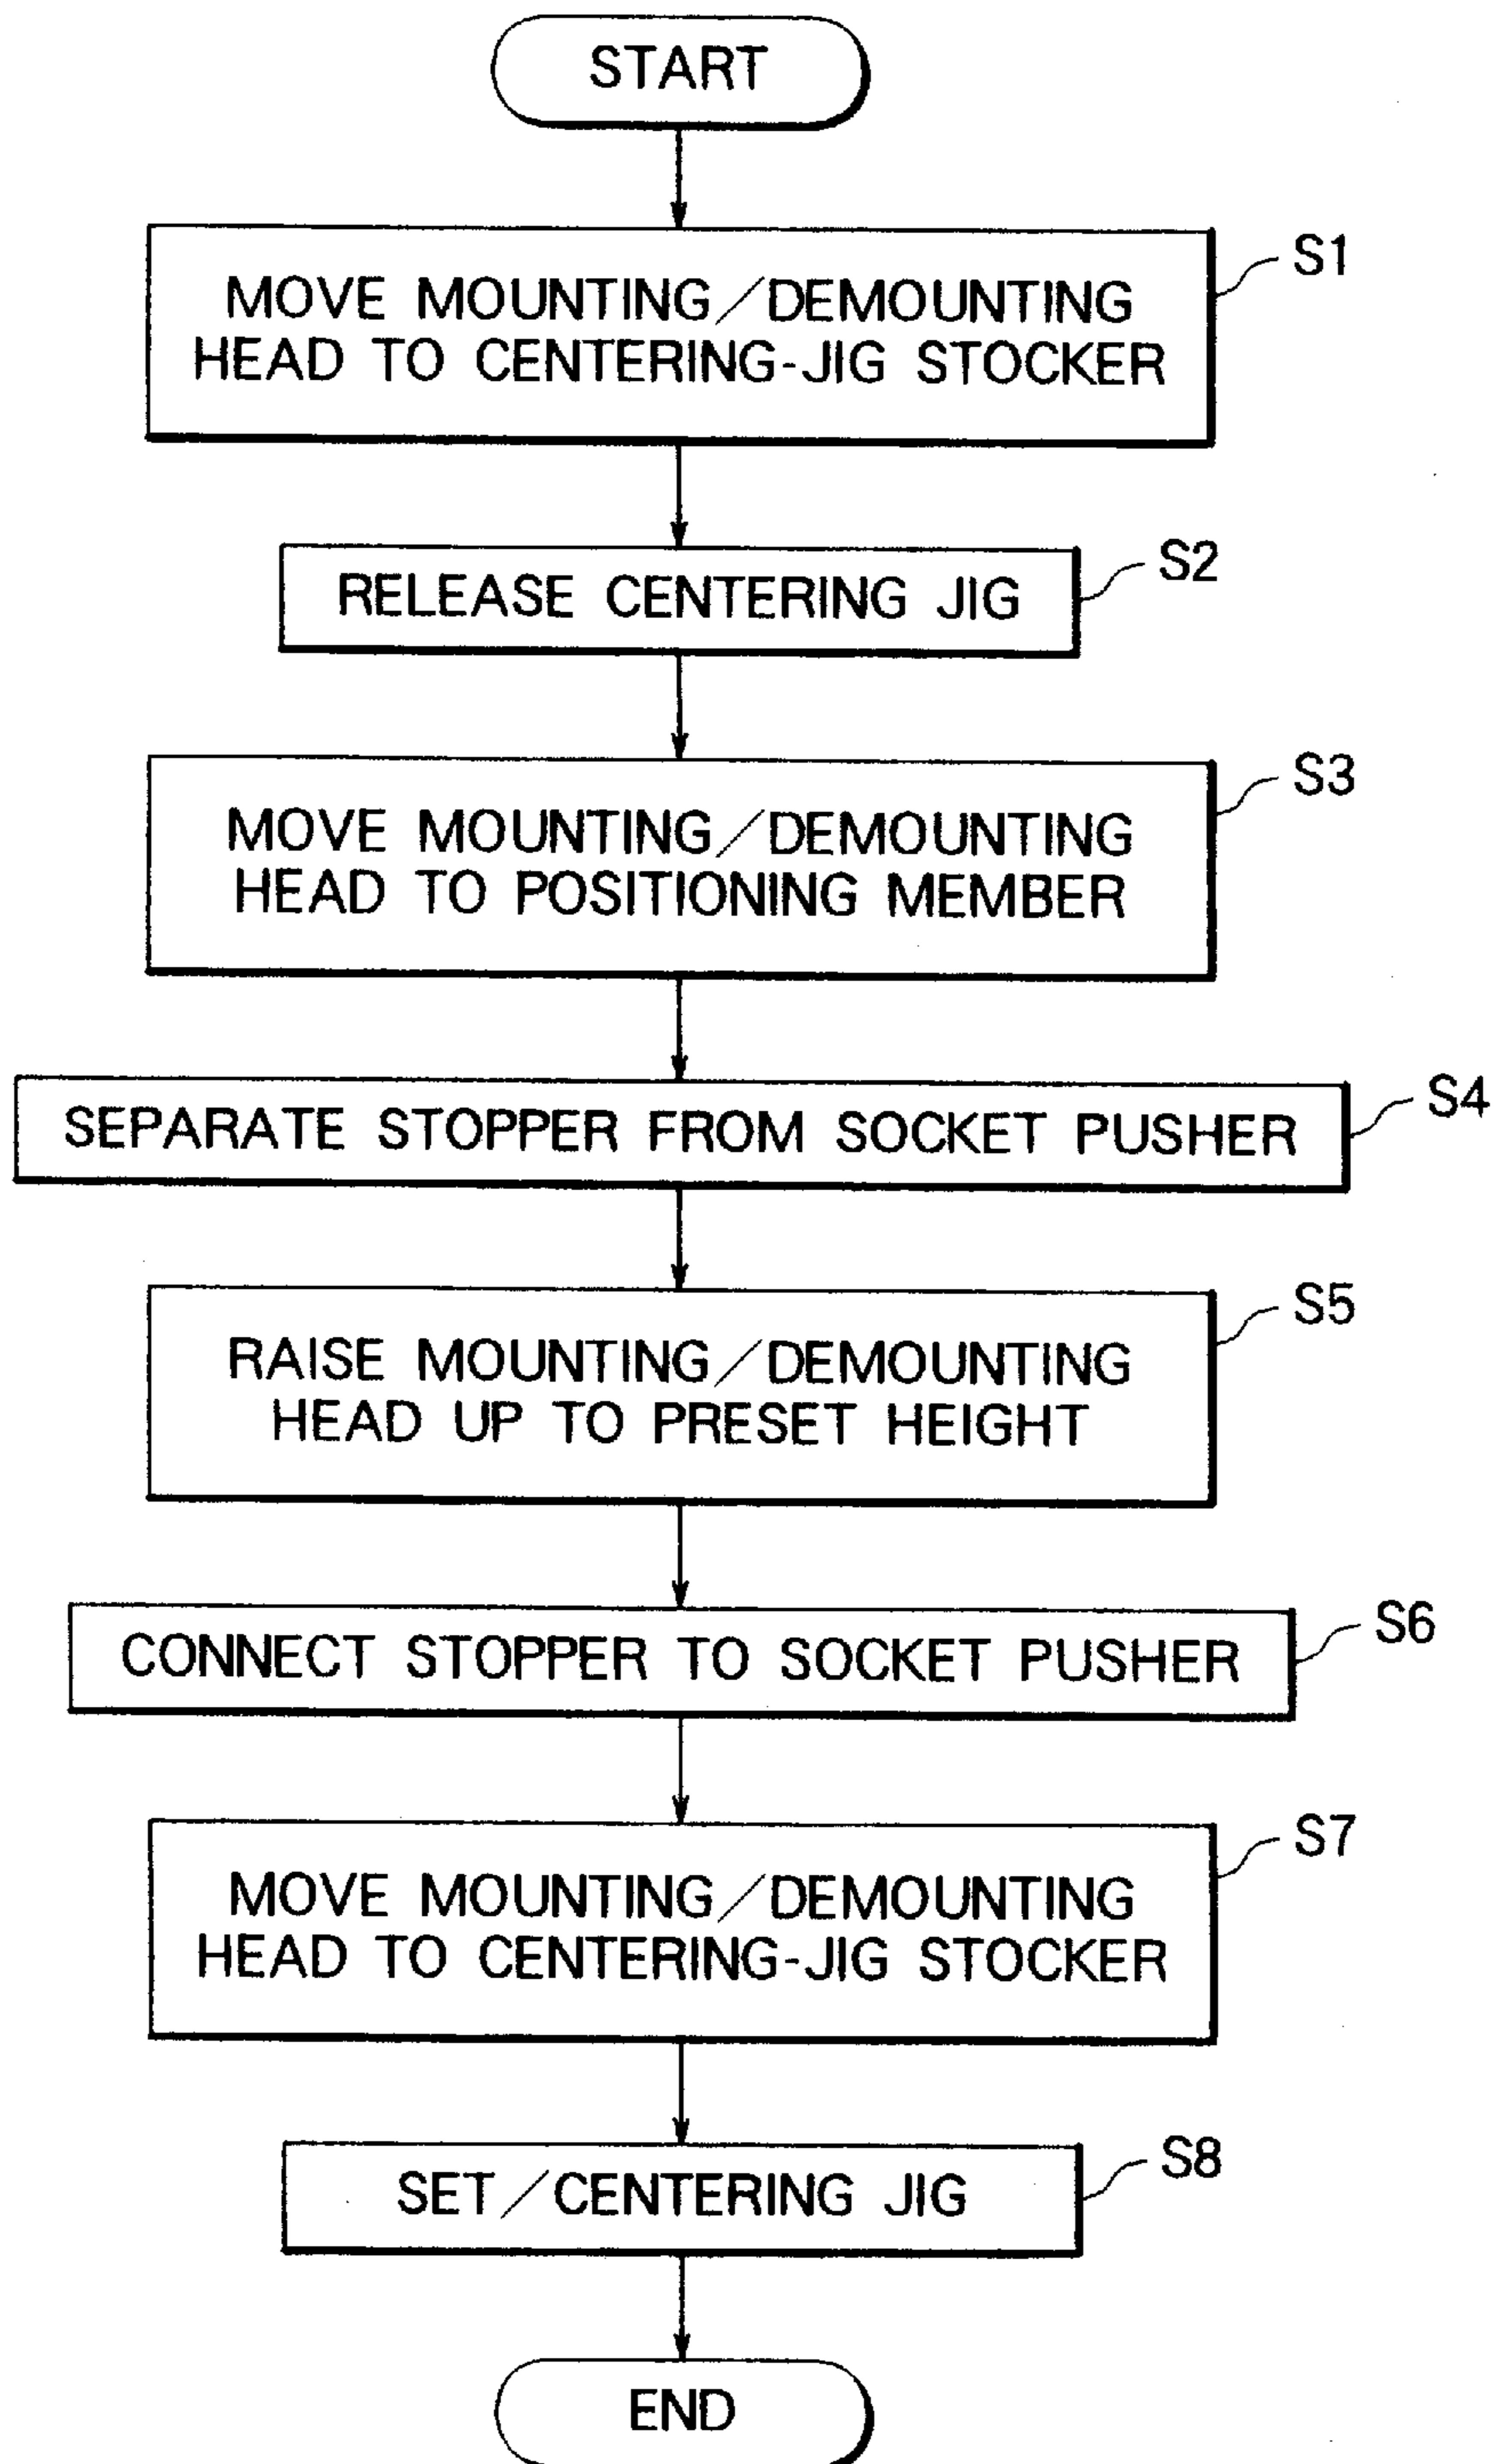 START
MOVE MOUNTING/DEMOUNTING
HEAD TO CENTERING-JIG STOCKER
S1
RELEASE CENTERING JIG
S2
MOVE MOUNTING/DEMOUNTING
HEAD TO POSITIONING MEMBER
S3
SEPARATE STOPPER FROM SOCKET PUSHER
S4
RAISE MOUNTING/DEMOUNTING
HEAD UP TO PRESET HEIGHT
S5
CONNECT STOPPER TO SOCKET PUSHER
S6
MOVE MOUNTING/DEMOUNTING
HEAD TO CENTERING-JIG STOCKER
S7
SET/CENTERING JIG
S8
END